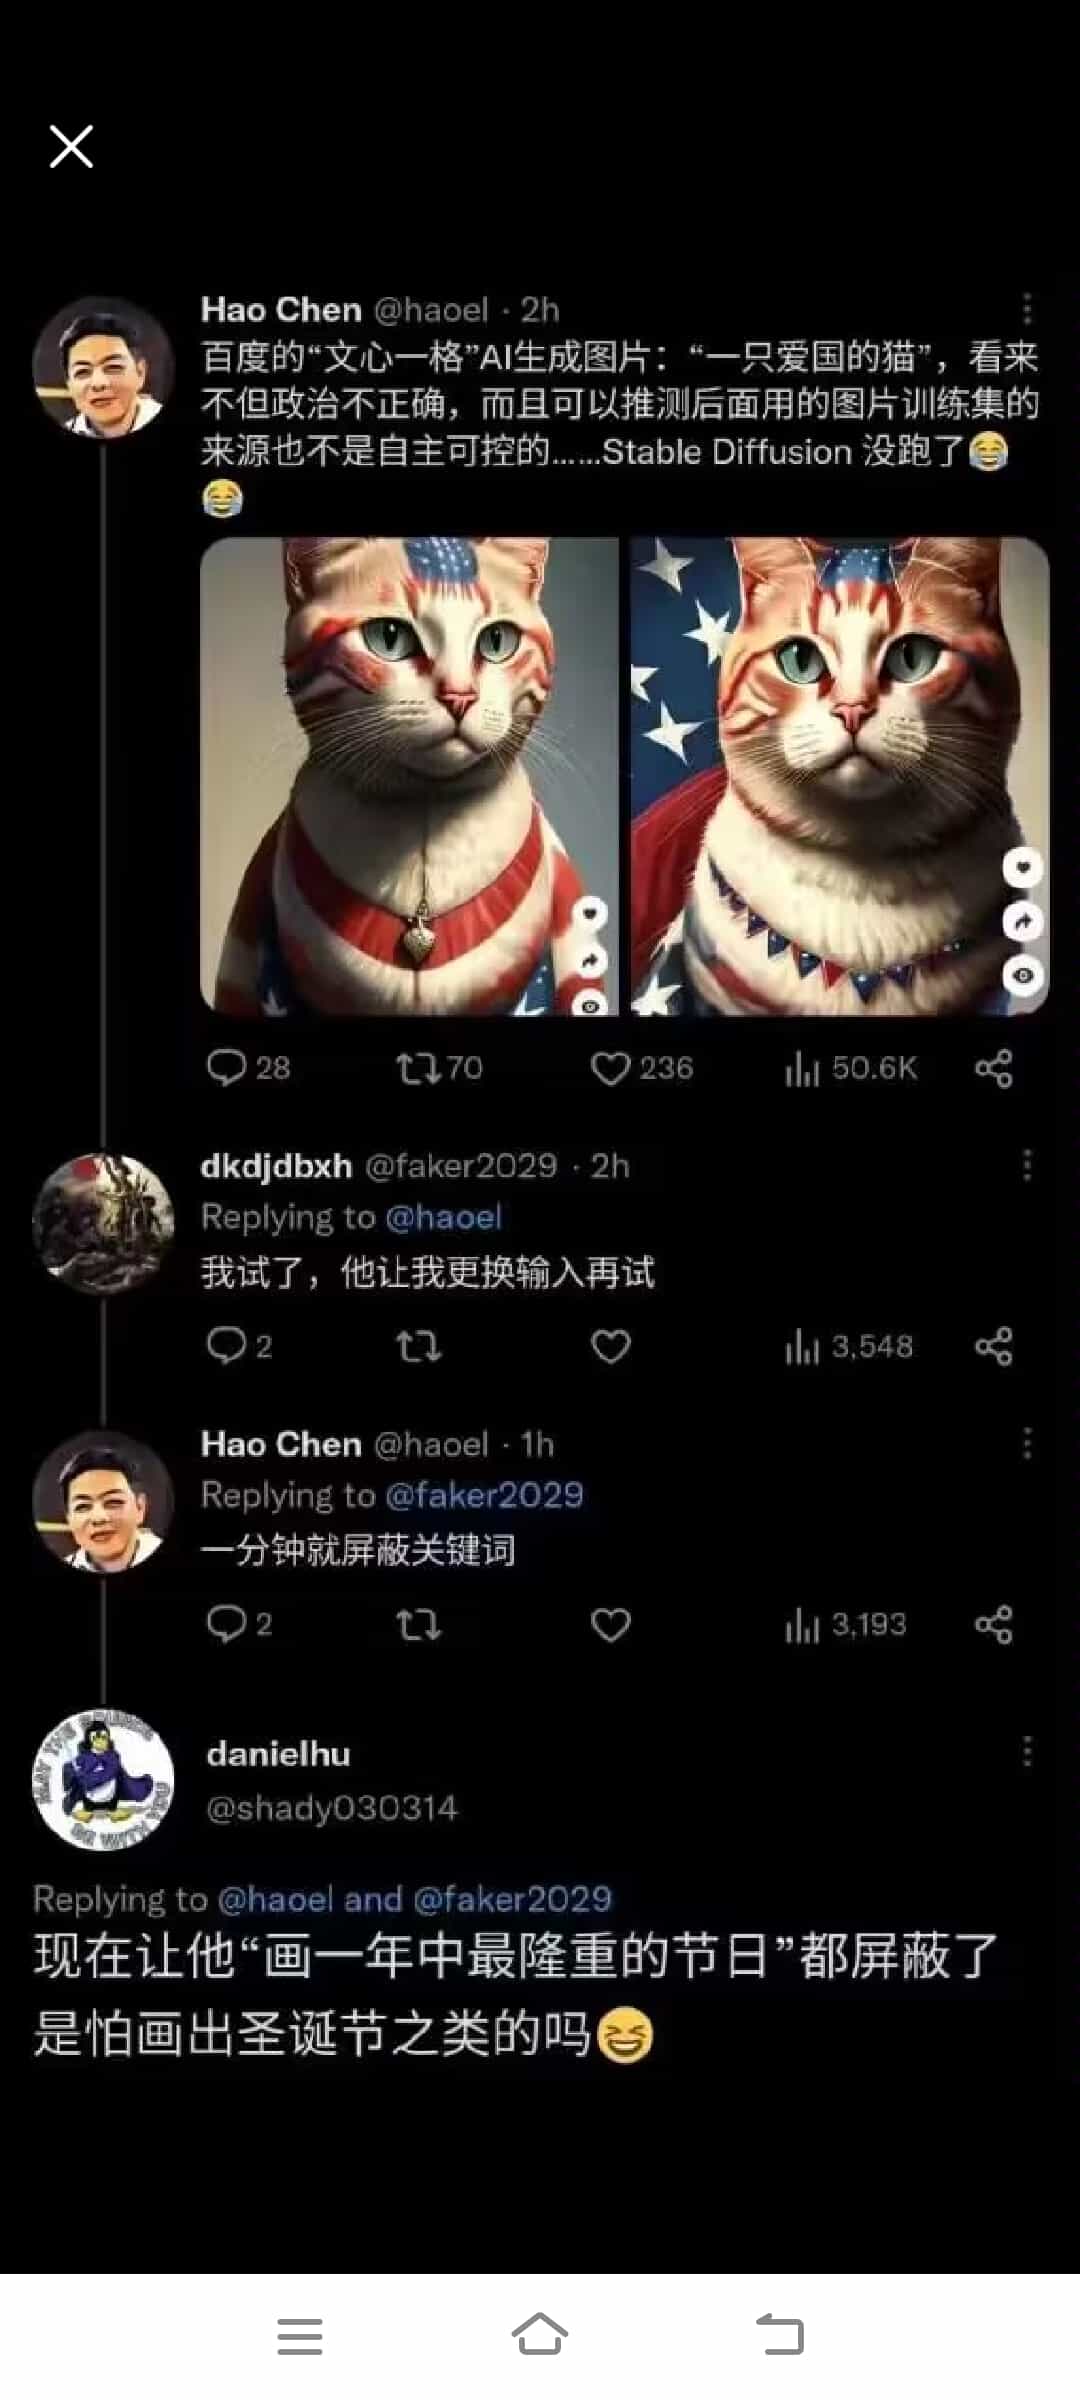 Hao Chen @haoel · 2h
百度的“文心一格”AI生成图片：“一只爱国的猫”，看来
不但政治不正确，而且可以推测后面用的图片训练集的
来源也不是自主可控的......Stable Diffusion 没跑了😂
😂
28 70 236 50.6K
dkdjdbxh @faker2029 · 2h
Replying to @haoel
我试了，他让我更换输入再试
2 3,548
Hao Chen @haoel · 1h
Replying to @faker2029
一分钟就屏蔽关键词
2 3,193
MAY THE SOURCE
BE WITH YOU
danielhu
@shady030314
Replying to @haoel and @faker2029
现在让他“画一年中最隆重的节日”都屏蔽了
是怕画出圣诞节之类的吗😆